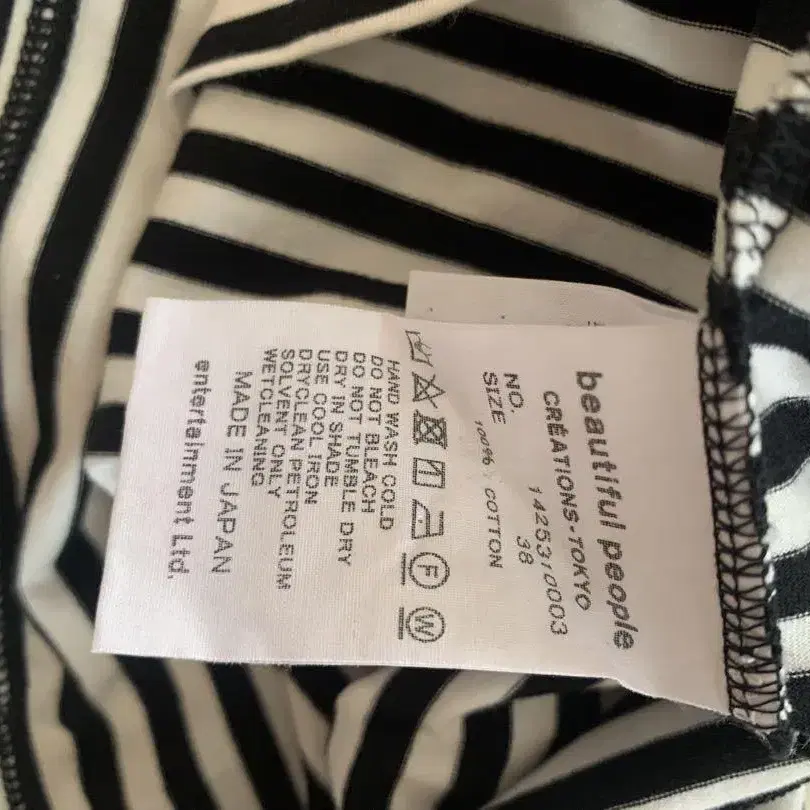 beautiful people
CRÉATIONS•TOKYO
NO. 1425310003
SIZE 38
100% COTTON
F W
HAND WASH COLD
DO NOT BLEACH
DO NOT TUMBLE DRY
DRY IN SHADE
USE COOL IRON
DRYCLEAN PETROLEUM
SOLVENT ONLY
WETCLEANING
MADE IN JAPAN
entertainment Ltd.